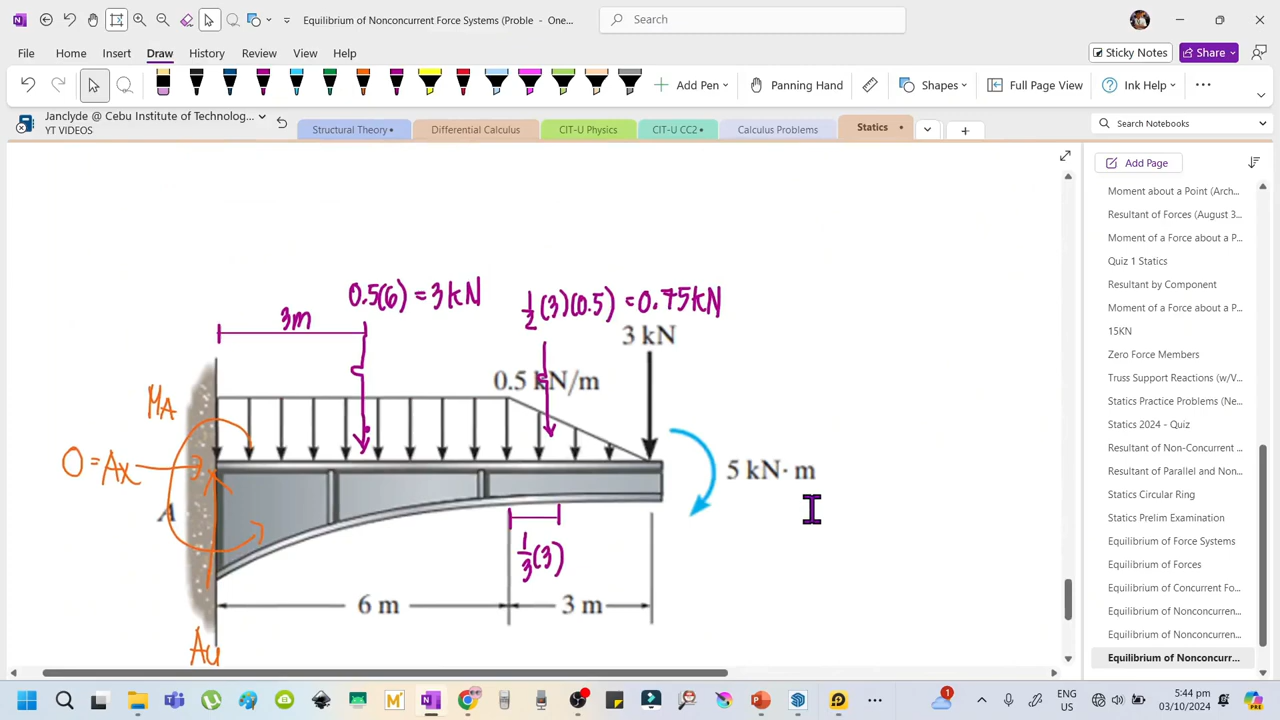 Equilibrium of Nonconcurrent Force Systems (Proble - One...
Search
File Home Insert Draw History Review View Help
Sticky Notes Share
Add Pen Panning Hand Shapes Full Page View Ink Help
Janclyde @ Cebu Institute of Technolog...
YT VIDEOS
Structural Theory Differential Calculus CIT-U Physics CIT-U CC2 Calculus Problems Statics
Search Notebooks
Add Page
Moment about a Point (Arch...
Resultant of Forces (August 3...
Moment of a Force about a P...
Quiz 1 Statics
Resultant by Component
Moment of a Force about a P...
15KN
Zero Force Members
Truss Support Reactions (w/V...
Statics Practice Problems (Ne...
Statics 2024 - Quiz
Resultant of Non-Concurrent ...
Resultant of Parallel and Non...
Statics Circular Ring
Statics Prelim Examination
Equilibrium of Force Systems
Equilibrium of Forces
Equilibrium of Concurrent Fo...
Equilibrium of Nonconcurren...
Equilibrium of Nonconcurren...
Equilibrium of Nonconcurr...
0.5(6) = 3kN
1/2 (3)(0.5) = 0.75kN
3m
3 kN
0.5 kN/m
MA
0 = Ax
A
5 kN· m
1/3 (3)
6 m
3 m
Ay
1
ENG
US
5:44 pm
03/10/2024